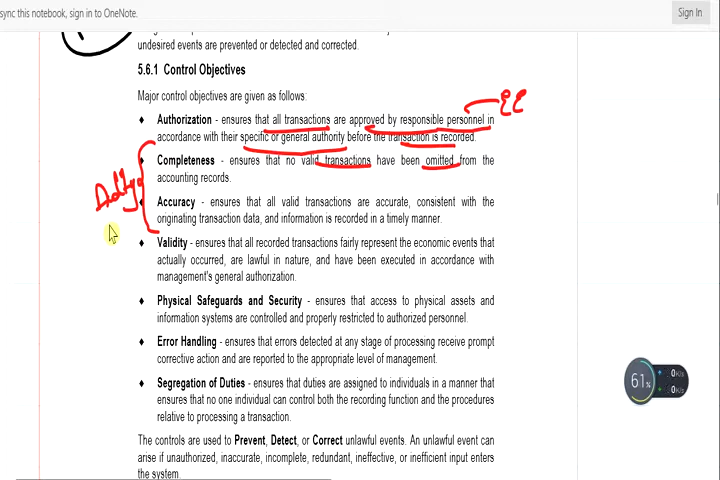 sync this notebook, sign in to OneNote.
Sign In
undesired events are prevented or detected and corrected.
5.6.1 Control Objectives
Major control objectives are given as follows:
♦ Authorization - ensures that all transactions are approved by responsible personnel in
accordance with their specific or general authority before the transaction is recorded.
♦ Completeness - ensures that no valid transactions have been omitted from the
accounting records.
♦ Accuracy - ensures that all valid transactions are accurate, consistent with the
originating transaction data, and information is recorded in a timely manner.
♦ Validity - ensures that all recorded transactions fairly represent the economic events that
actually occurred, are lawful in nature, and have been executed in accordance with
management's general authorization.
♦ Physical Safeguards and Security - ensures that access to physical assets and
information systems are controlled and properly restricted to authorized personnel.
♦ Error Handling - ensures that errors detected at any stage of processing receive prompt
corrective action and are reported to the appropriate level of management.
♦ Segregation of Duties - ensures that duties are assigned to individuals in a manner that
ensures that no one individual can control both the recording function and the procedures
relative to processing a transaction.
The controls are used to Prevent, Detect, or Correct unlawful events. An unlawful event can
arise if unauthorized, inaccurate, incomplete, redundant, ineffective, or inefficient input enters
the system
61%
0K/s
0K/s